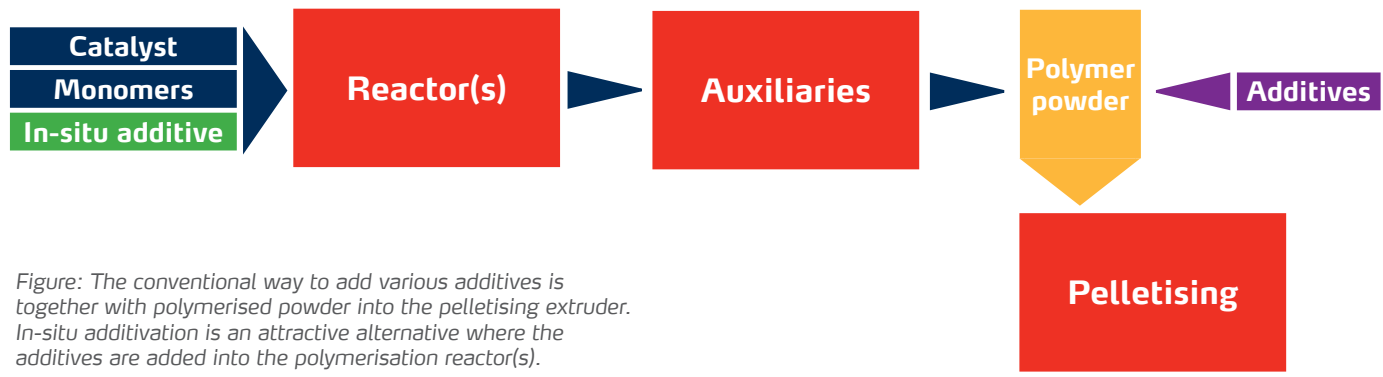 Catalyst
Monomers
In-situ additive
Reactor(s)
Auxiliaries
Polymer
powder
Additives
Pelletising
Figure: The conventional way to add various additives is
together with polymerised powder into the pelletising extruder.
In-situ additivation is an attractive alternative where the
additives are added into the polymerisation reactor(s).